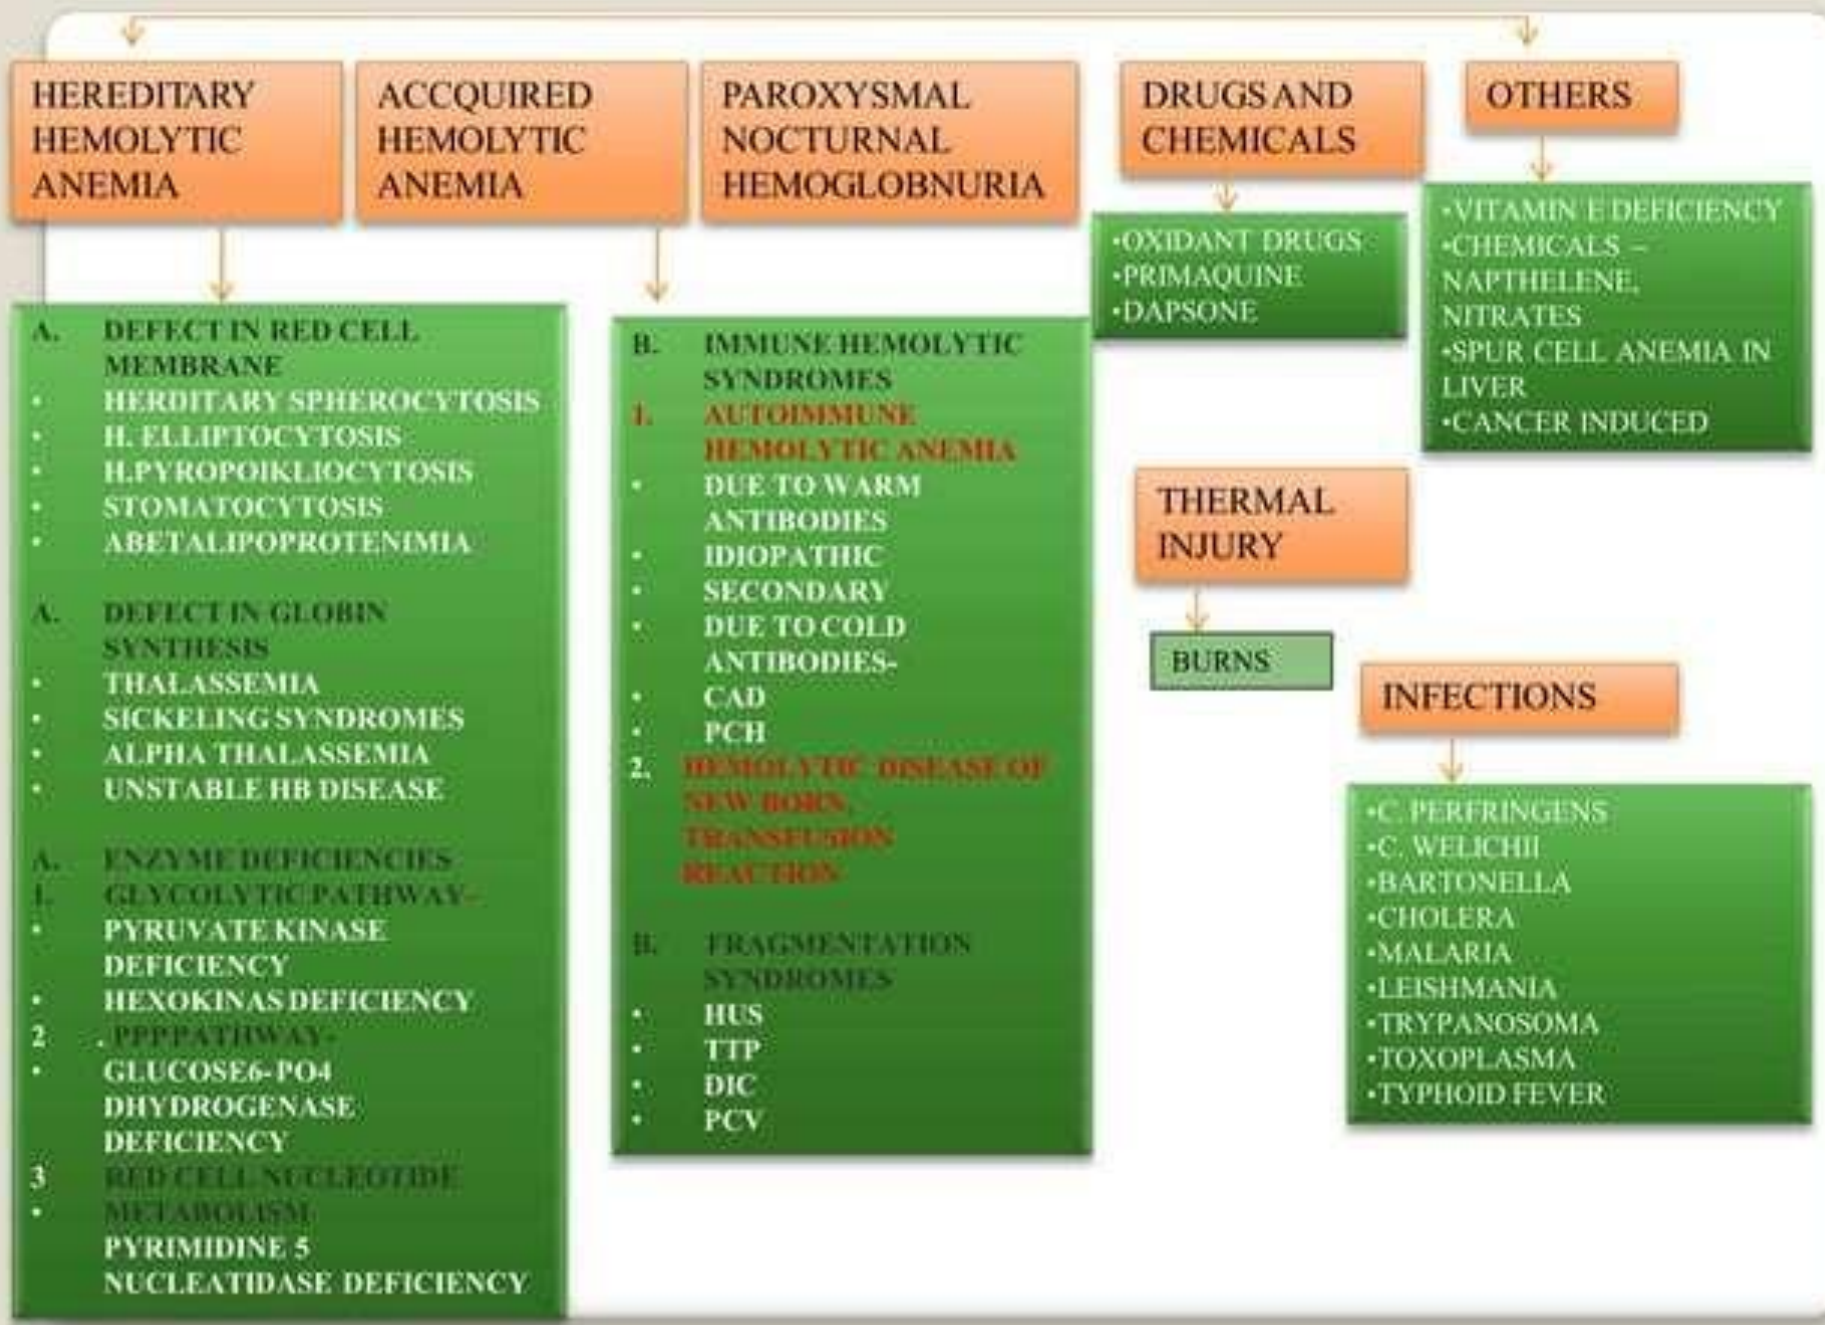 HEREDITARY
HEMOLYTIC
ANEMIA
ACCQUIRED
HEMOLYTIC
ANEMIA
PAROXYSMAL
NOCTURNAL
HEMOGLOBNURIA
DRUGS AND
CHEMICALS
OTHERS
A. DEFECT IN RED CELL
MEMBRANE
• HERDITARY SPHEROCYTOSIS
• H. ELLIPTOCYTOSIS
• H.PYROPOIKLIOCYTOSIS
• STOMATOCYTOSIS
• ABETALIPOPROTENIMIA
A. DEFECT IN GLOBIN
SYNTHESIS
• THALASSEMIA
• SICKELING SYNDROMES
• ALPHA THALASSEMIA
• UNSTABLE HB DISEASE
A. ENZYME DEFICIENCIES
1. GLYCOLYTIC PATHWAY-
• PYRUVATE KINASE
DEFICIENCY
• HEXOKINAS DEFICIENCY
2 . PPPPATHWAY-
• GLUCOSE6-PO4
DHYDROGENASE
DEFICIENCY
3 RED CELL NUCLEOTIDE
• METABOLISM
PYRIMIDINE 5
NUCLEATIDASE DEFICIENCY
B. IMMUNE HEMOLYTIC
SYNDROMES
1. AUTOIMMUNE
HEMOLYTIC ANEMIA
• DUE TO WARM
ANTIBODIES
• IDIOPATHIC
• SECONDARY
• DUE TO COLD
ANTIBODIES-
• CAD
• PCH
2. HEMOLYTIC DISEASE OF
NEW BORN,
TRANSFUSION
REACTION
B. FRAGMENTATION
SYNDROMES
• HUS
• TTP
• DIC
• PCV
•OXIDANT DRUGS
•PRIMAQUINE
•DAPSONE
•VITAMIN E DEFICIENCY
•CHEMICALS –
NAPTHELENE,
NITRATES
•SPUR CELL ANEMIA IN
LIVER
•CANCER INDUCED
THERMAL
INJURY
BURNS
INFECTIONS
•C. PERFRINGENS
•C. WELICHII
•BARTONELLA
•CHOLERA
•MALARIA
•LEISHMANIA
•TRYPANOSOMA
•TOXOPLASMA
•TYPHOID FEVER